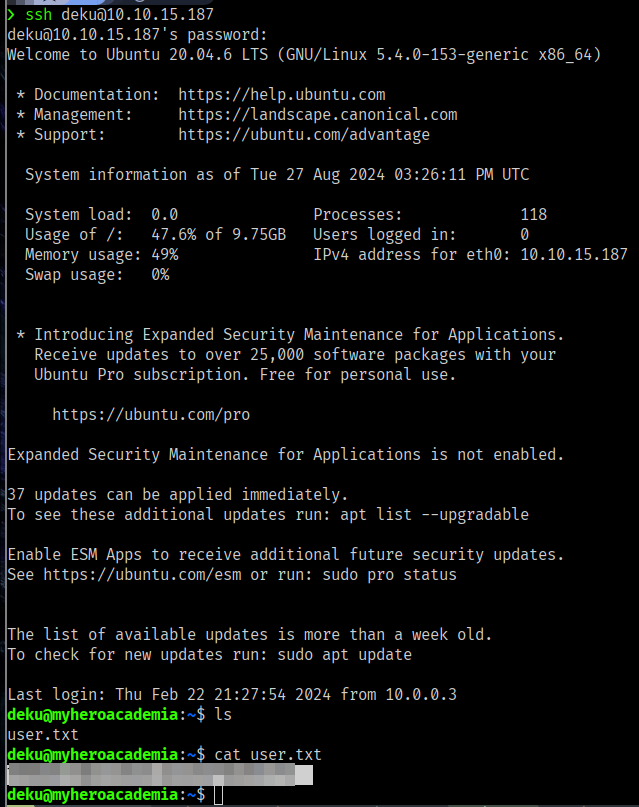 ❯ ssh deku@10.10.15.187
deku@10.10.15.187's password:
Welcome to Ubuntu 20.04.6 LTS (GNU/Linux 5.4.0-153-generic x86_64)
* Documentation:  https://help.ubuntu.com
* Management:     https://landscape.canonical.com
* Support:        https://ubuntu.com/advantage
System information as of Tue 27 Aug 2024 03:26:11 PM UTC
System load:  0.0               Processes:             118
Usage of /:   47.6% of 9.75GB   Users logged in:       0
Memory usage: 49%               IPv4 address for eth0: 10.10.15.187
Swap usage:   0%
* Introducing Expanded Security Maintenance for Applications.
Receive updates to over 25,000 software packages with your
Ubuntu Pro subscription. Free for personal use.
https://ubuntu.com/pro
Expanded Security Maintenance for Applications is not enabled.
37 updates can be applied immediately.
To see these additional updates run: apt list --upgradable
Enable ESM Apps to receive additional future security updates.
See https://ubuntu.com/esm or run: sudo pro status
The list of available updates is more than a week old.
To check for new updates run: sudo apt update
Last login: Thu Feb 22 21:27:54 2024 from 10.0.0.3
deku@myheroacademia:~$ ls
user.txt
deku@myheroacademia:~$ cat user.txt
deku@myheroacademia:~$